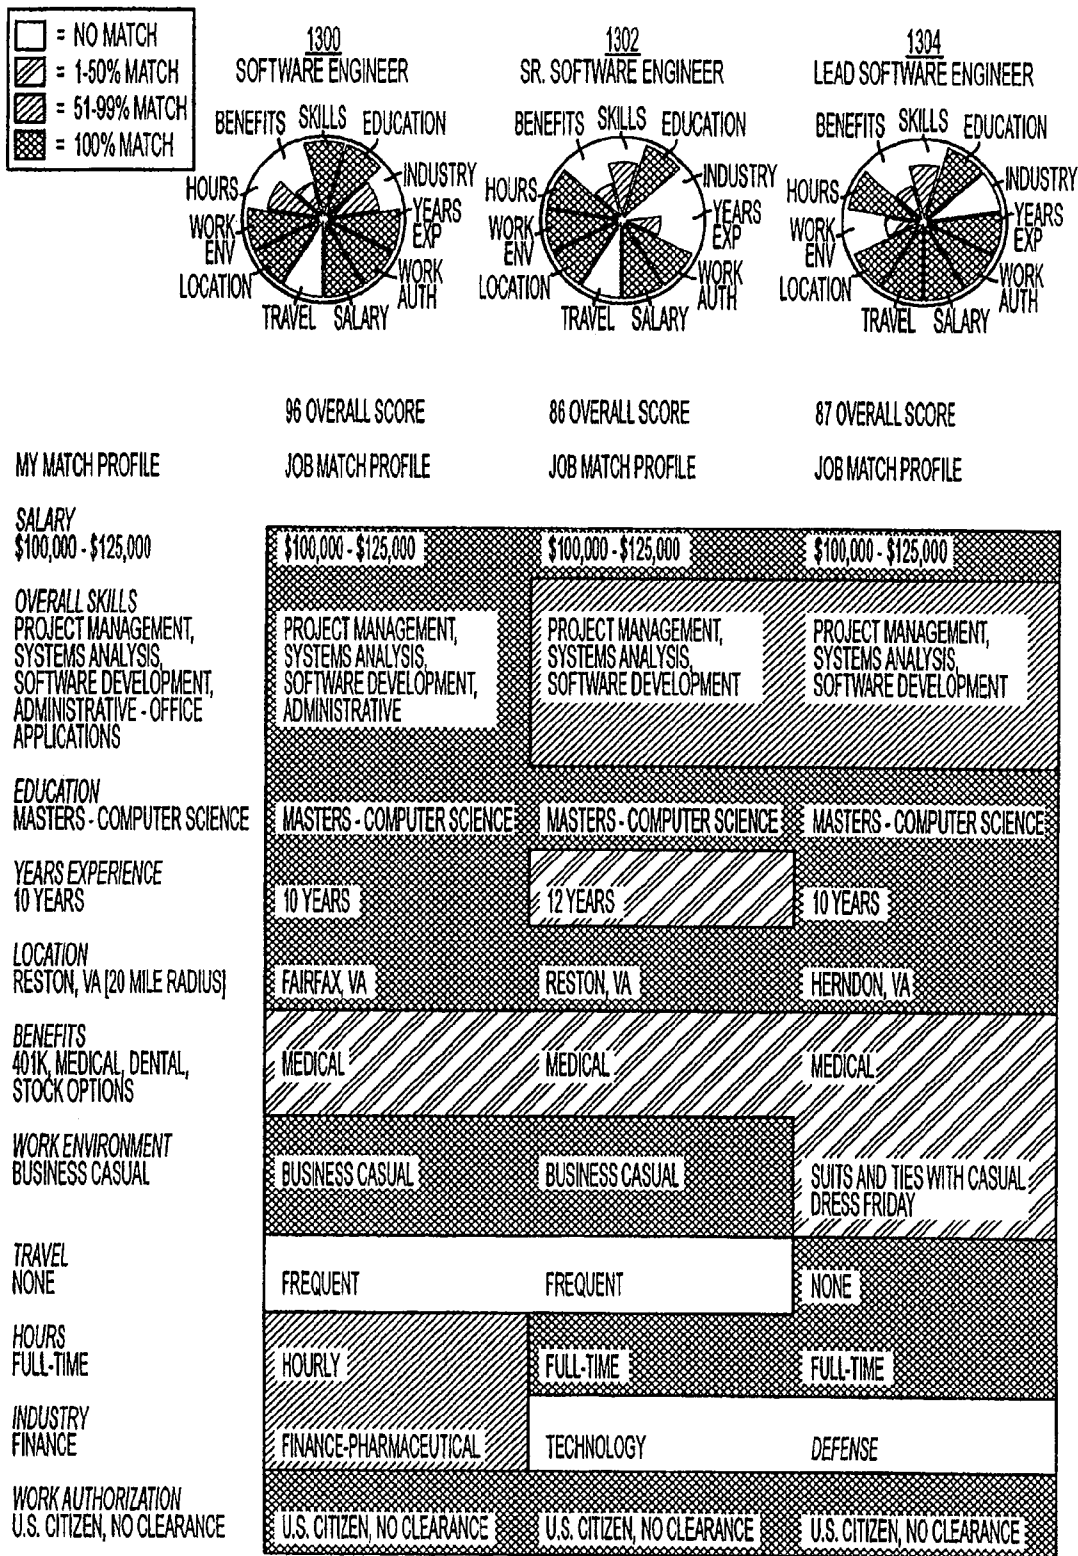 = NO MATCH
= 1-50% MATCH
= 51-99% MATCH
= 100% MATCH
1300
SOFTWARE ENGINEER
BENEFITS
SKILLS
EDUCATION
HOURS
INDUSTRY
WORK
ENV
YEARS
EXP
LOCATION
WORK
AUTH
TRAVEL
SALARY
1302
SR. SOFTWARE ENGINEER
BENEFITS
SKILLS
EDUCATION
HOURS
INDUSTRY
WORK
ENV
YEARS
EXP
LOCATION
WORK
AUTH
TRAVEL
SALARY
1304
LEAD SOFTWARE ENGINEER
BENEFITS
SKILLS
EDUCATION
HOURS
INDUSTRY
WORK
ENV
YEARS
EXP
LOCATION
WORK
AUTH
TRAVEL
SALARY
96 OVERALL SCORE
86 OVERALL SCORE
87 OVERALL SCORE
MY MATCH PROFILE
JOB MATCH PROFILE
JOB MATCH PROFILE
JOB MATCH PROFILE
SALARY
$100,000 - $125,000
$100,000 - $125,000
$100,000 - $125,000
$100,000 - $125,000
OVERALL SKILLS
PROJECT MANAGEMENT,
SYSTEMS ANALYSIS,
SOFTWARE DEVELOPMENT,
ADMINISTRATIVE - OFFICE
APPLICATIONS
PROJECT MANAGEMENT,
SYSTEMS ANALYSIS,
SOFTWARE DEVELOPMENT,
ADMINISTRATIVE
PROJECT MANAGEMENT,
SYSTEMS ANALYSIS,
SOFTWARE DEVELOPMENT
PROJECT MANAGEMENT,
SYSTEMS ANALYSIS,
SOFTWARE DEVELOPMENT
EDUCATION
MASTERS - COMPUTER SCIENCE
MASTERS - COMPUTER SCIENCE
MASTERS - COMPUTER SCIENCE
MASTERS - COMPUTER SCIENCE
YEARS EXPERIENCE
10 YEARS
10 YEARS
12 YEARS
10 YEARS
LOCATION
RESTON, VA [20 MILE RADIUS]
FAIRFAX, VA
RESTON, VA
HERNDON, VA
BENEFITS
401K, MEDICAL, DENTAL,
STOCK OPTIONS
MEDICAL
MEDICAL
MEDICAL
WORK ENVIRONMENT
BUSINESS CASUAL
BUSINESS CASUAL
BUSINESS CASUAL
SUITS AND TIES WITH CASUAL
DRESS FRIDAY
TRAVEL
NONE
FREQUENT
FREQUENT
NONE
HOURS
FULL-TIME
HOURLY
FULL-TIME
FULL-TIME
INDUSTRY
FINANCE
FINANCE-PHARMACEUTICAL
TECHNOLOGY
DEFENSE
WORK AUTHORIZATION
U.S. CITIZEN, NO CLEARANCE
U.S. CITIZEN, NO CLEARANCE
U.S. CITIZEN, NO CLEARANCE
U.S. CITIZEN, NO CLEARANCE